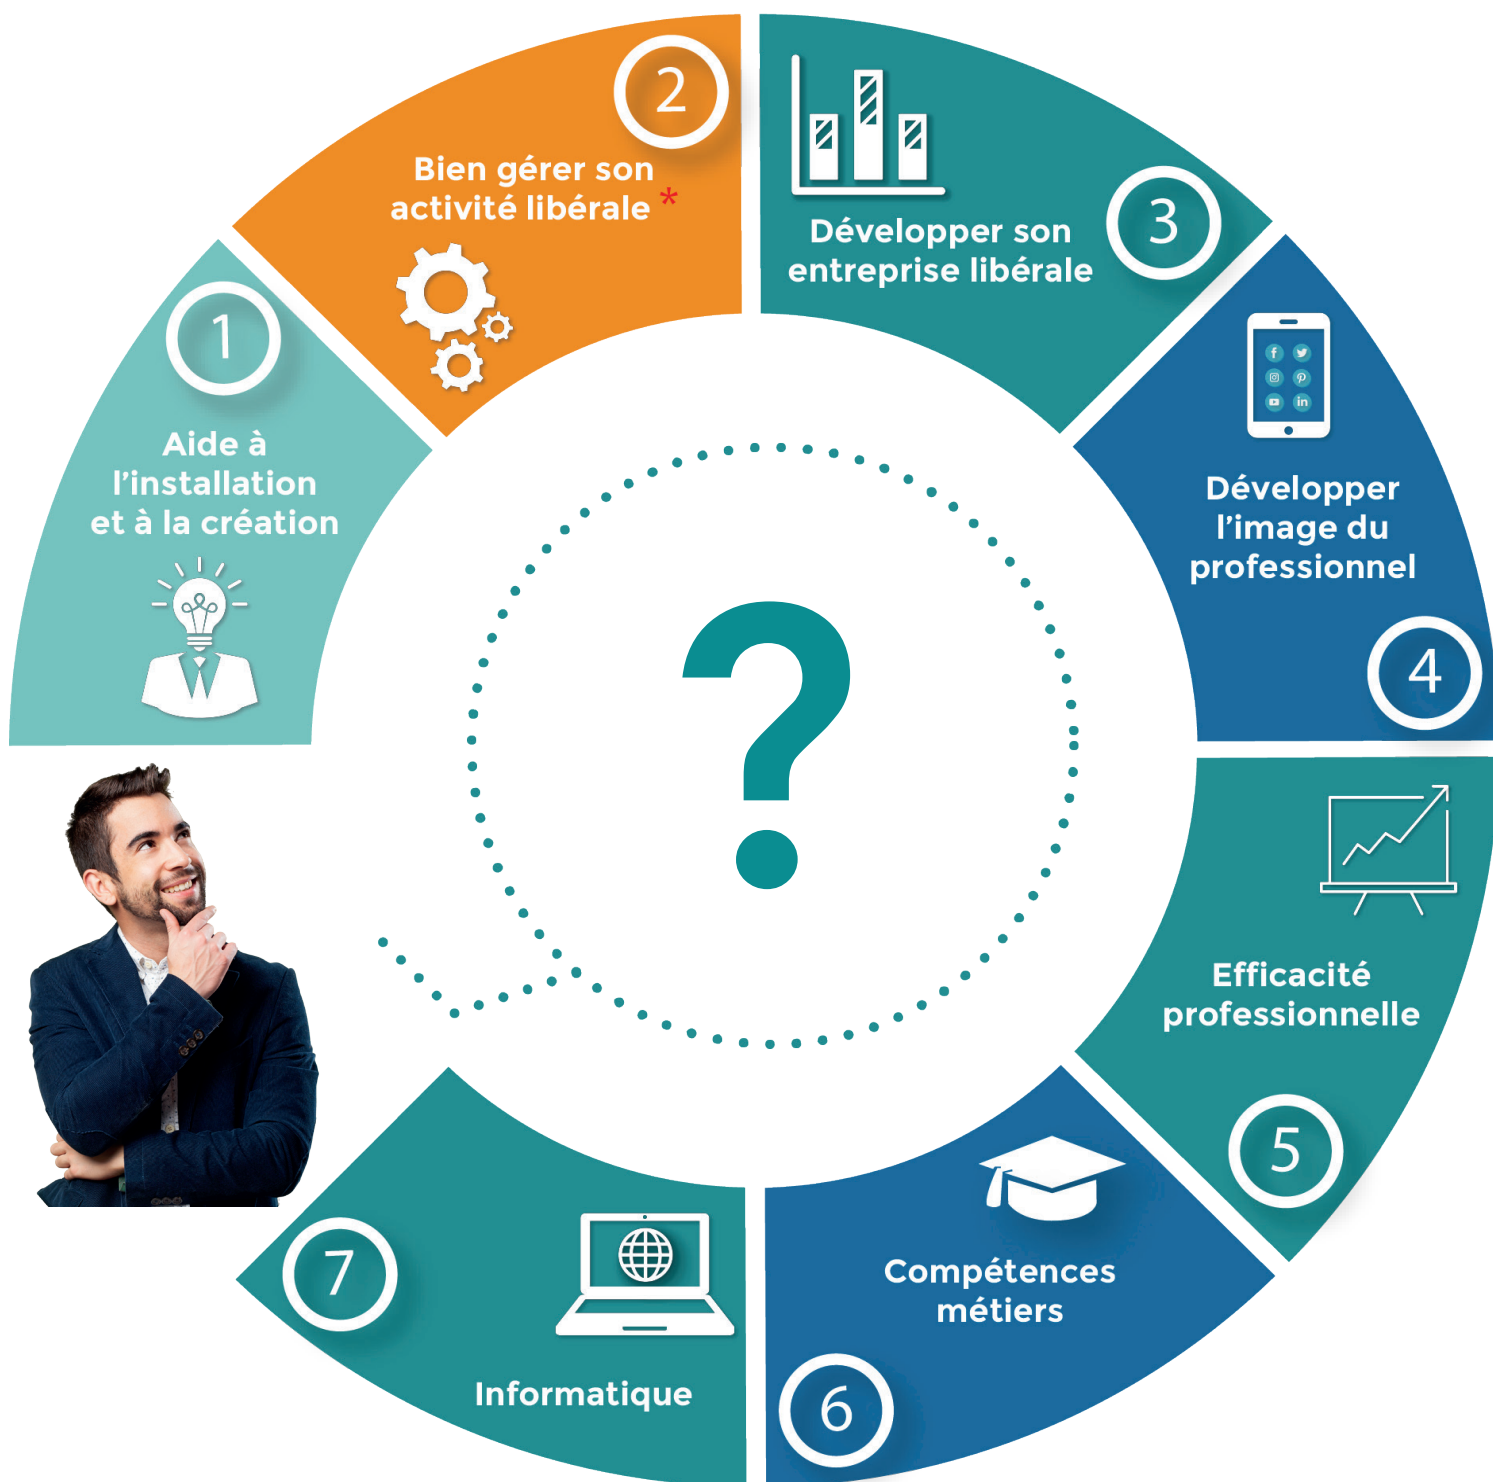 1
Aide à
l'installation
et à la création
2
Bien gérer son
activité libérale *
3
Développer son
entreprise libérale
Développer
l'image du
professionnel
4
Efficacité
professionnelle
5
Compétences
métiers
6
7
Informatique
?